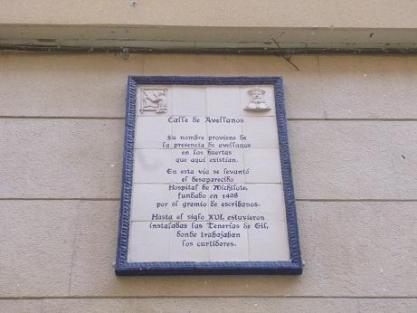 Calle de Avellanos
Su nombre proviene de
la presencia de avellanos
en los huertos
que aquí existían.
En esta vía se levantó
el desaparecido
Hospital de Michilote,
fundado en 1408
por el gremio de escribanos.
Hasta el siglo XVI, estuvieron
instaladas las Tenerías de Gil,
donde trabajaban
los curtidores.